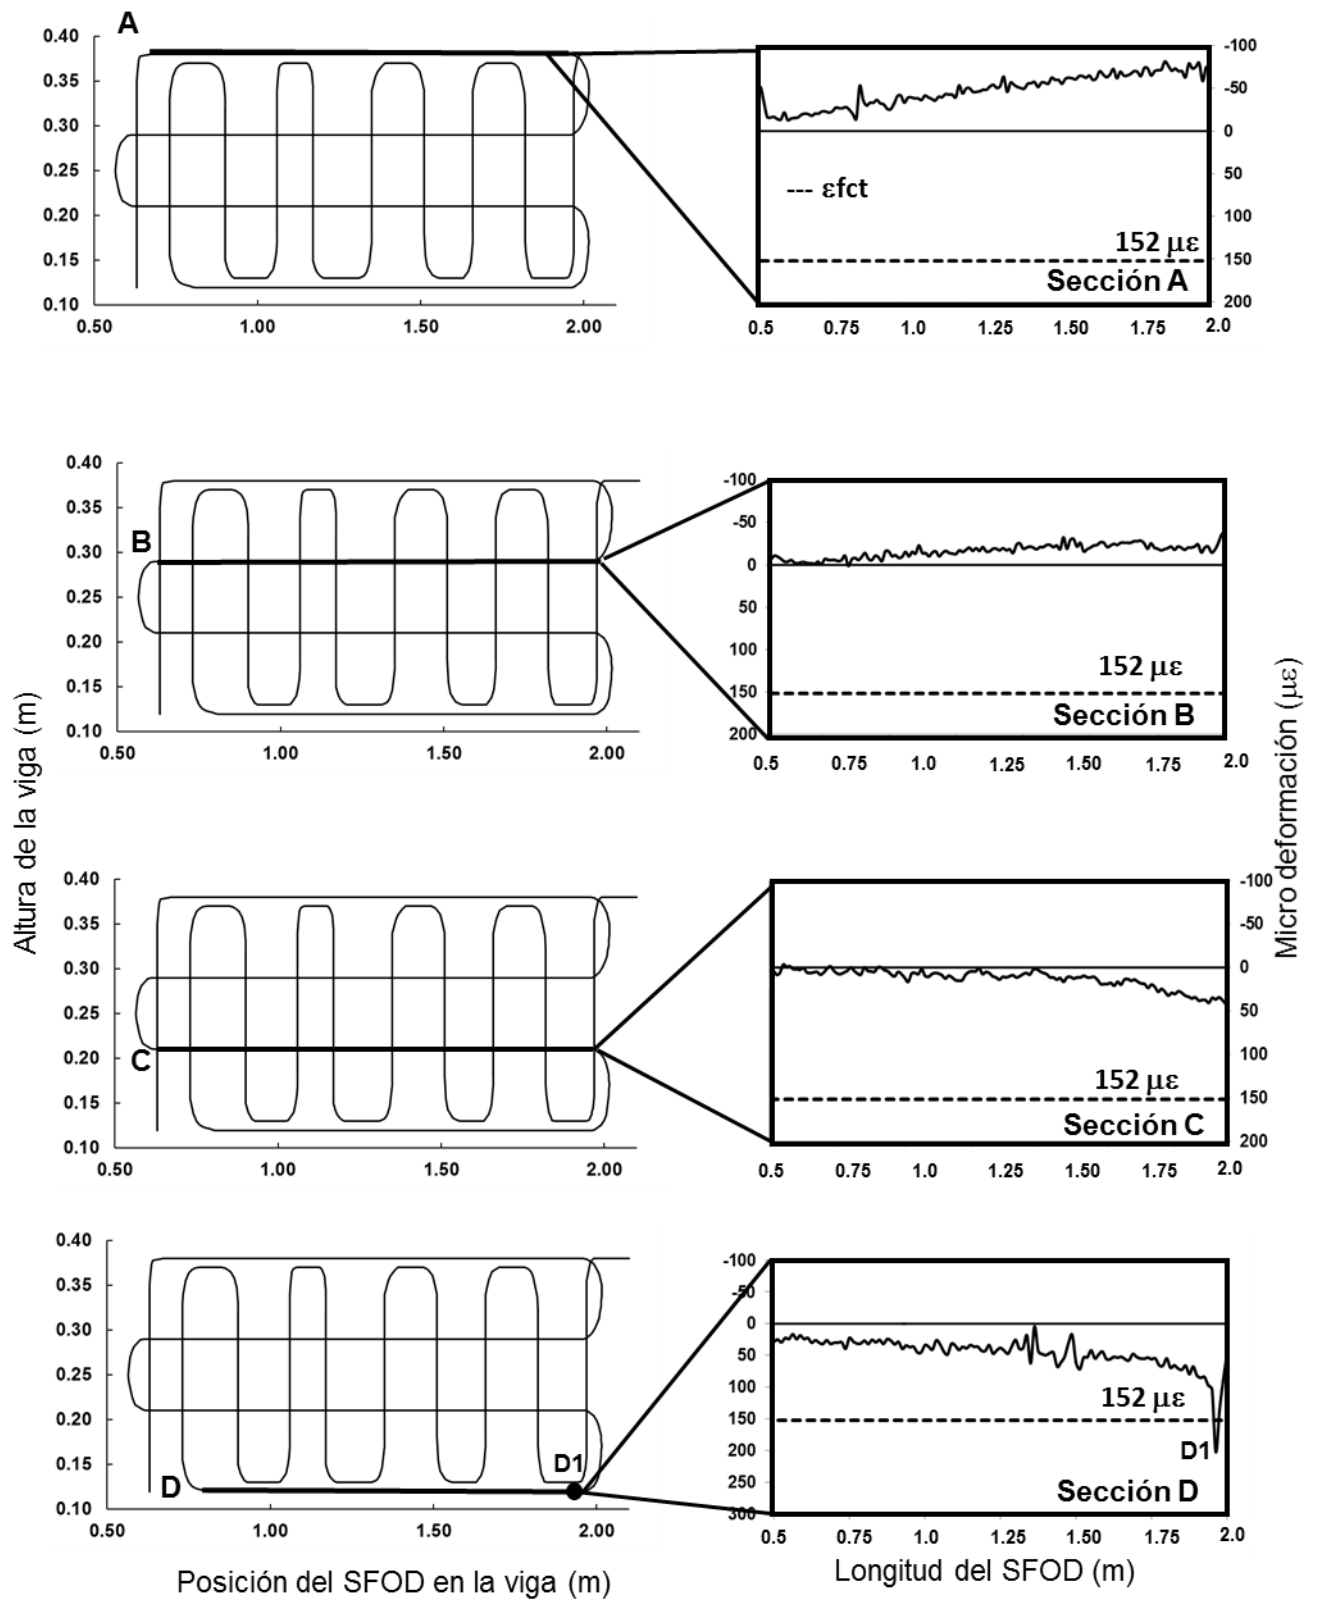 A
0.40
0.35
0.30
0.25
0.20
0.15
0.10
0.50 1.00 1.50 2.00
-100
-50
0
50
100
150
200
--- εfct
152 με
Sección A
0.5 0.75 1.0 1.25 1.50 1.75 2.0
0.40
0.35
0.30
0.25
0.20
0.15
0.10
B
0.50 1.00 1.50 2.00
-100
-50
0
50
100
150
200
152 με
Sección B
0.5 0.75 1.0 1.25 1.50 1.75 2.0
Altura de la viga (m)
Micro deformación (με)
0.40
0.35
0.30
0.25
0.20
0.15
0.10
C
0.50 1.00 1.50 2.00
-100
-50
0
50
100
150
200
152 με
Sección C
0.5 0.75 1.0 1.25 1.50 1.75 2.0
0.40
0.35
0.30
0.25
0.20
0.15
0.10
D1
D
0.50 1.00 1.50 2.00
-100
-50
0
50
100
150
200
250
300
152 με
D1
Sección D
0.5 0.75 1.0 1.25 1.50 1.75 2.0
Posición del SFOD en la viga (m)
Longitud del SFOD (m)